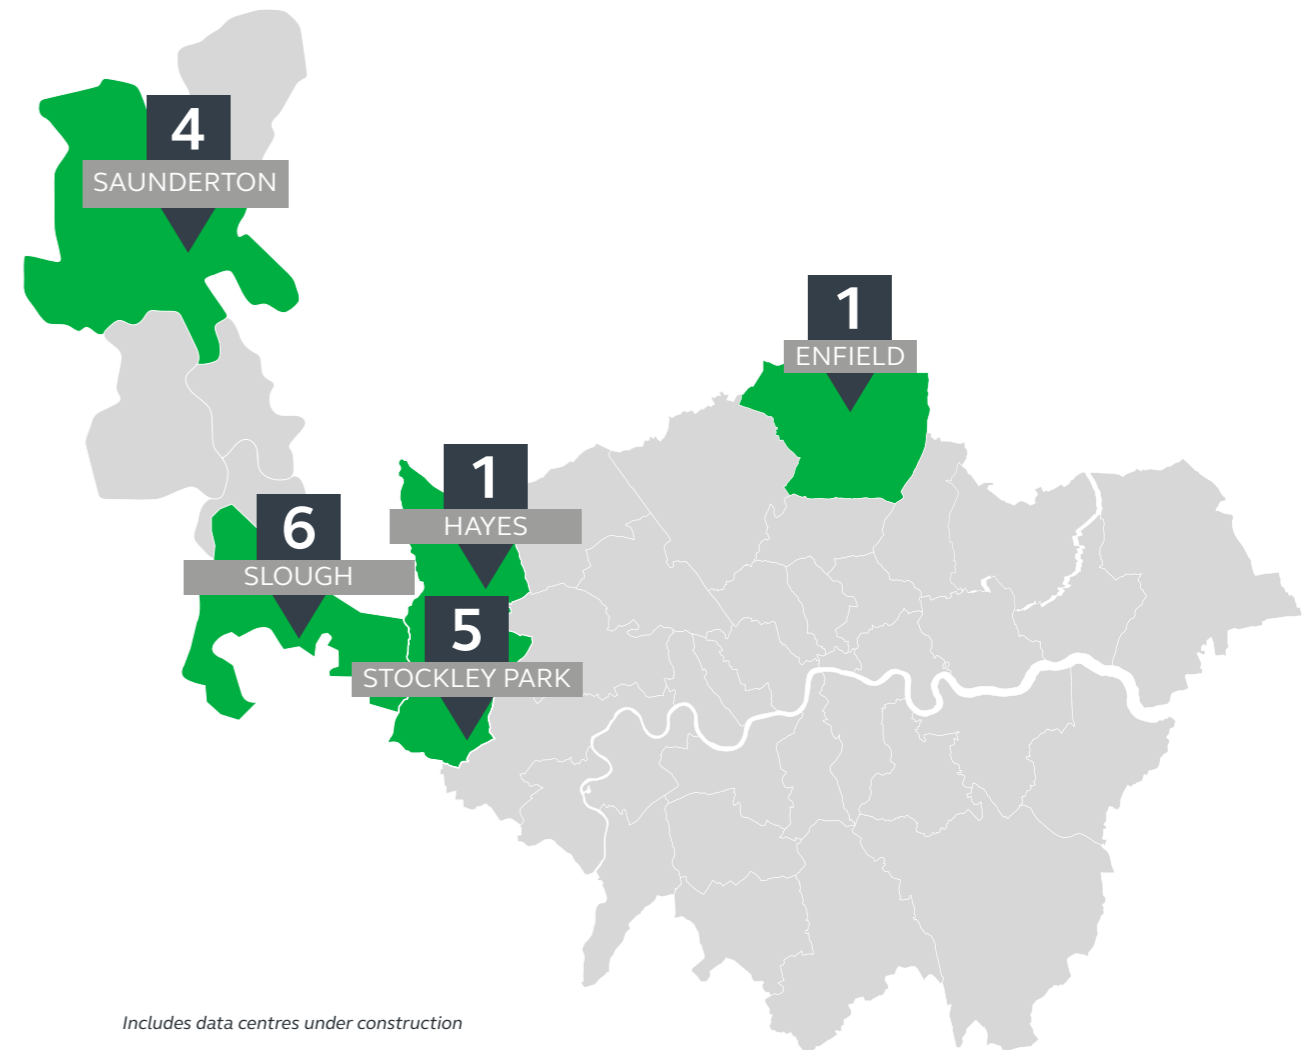 4
SAUNDERTON
1
ENFIELD
1
HAYES
6
SLOUGH
5
STOCKLEY PARK
Includes data centres under construction